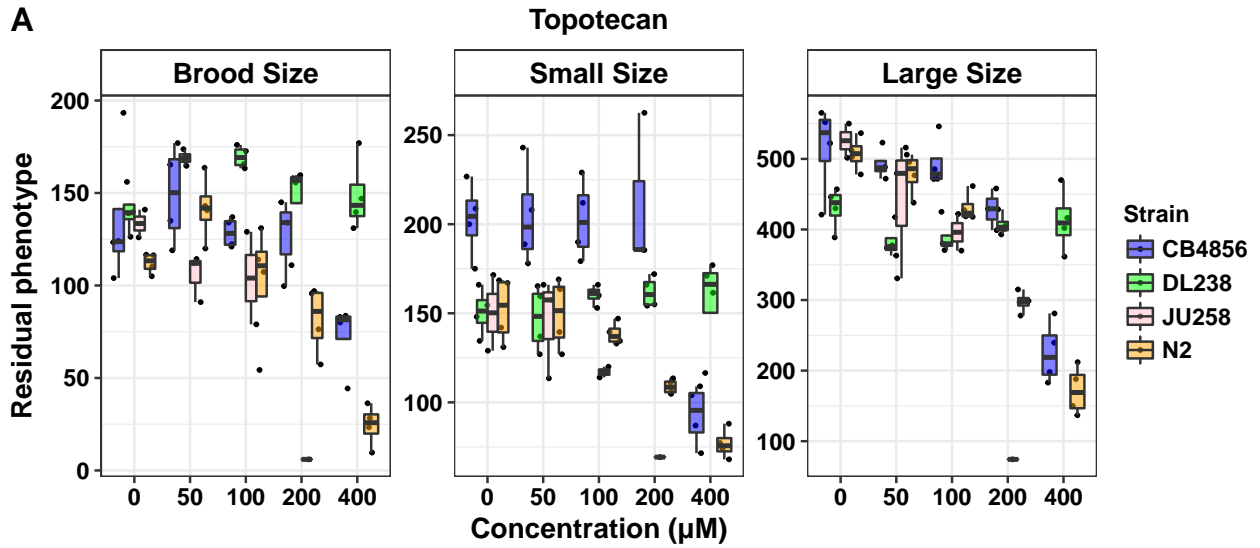 A
Topotecan
Brood Size
Small Size
Large Size
Residual phenotype
200
150
100
50
0
250
200
150
100
500
400
300
200
100
0 50 100 200 400
0 50 100 200 400
0 50 100 200 400
Concentration (µM)
Strain
CB4856
DL238
JU258
N2